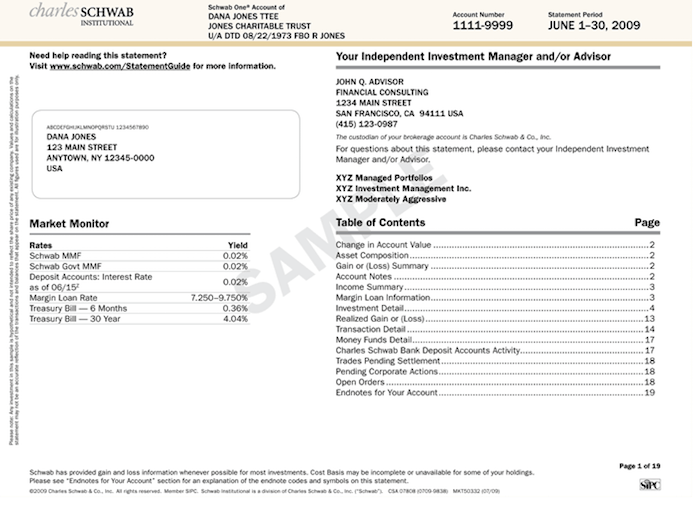 charles SCHWAB
INSTITUTIONAL
Schwab One® Account of
DANA JONES TTEE
JONES CHARITABLE TRUST
U/A DTD 08/22/1973 FBO R JONES
Account Number
1111-9999
Statement Period
JUNE 1–30, 2009
Need help reading this statement?
Visit www.schwab.com/StatementGuide for more information.
Please note: Any investment in this sample is hypothetical and not intended to reflect the share price of any existing company. Values and calculations on the
statement may not be an accurate reflection of the transactions and balances that appear on the statement. All figures used are for illustration purposes only.
ABCDEFGHIJKLMNOPQRSTU 1234567890
DANA JONES
123 MAIN STREET
ANYTOWN, NY 12345-0000
USA
Your Independent Investment Manager and/or Advisor
JOHN Q. ADVISOR
FINANCIAL CONSULTING
1234 MAIN STREET
SAN FRANCISCO, CA 94111 USA
(415) 123-0987
The custodian of your brokerage account is Charles Schwab & Co., Inc.
For questions about this statement, please contact your Independent Investment
Manager and/or Advisor.
XYZ Managed Portfolios
XYZ Investment Management Inc.
XYZ Moderately Aggressive
SAMPLE
Market Monitor
Rates Yield
Schwab MMF 0.02%
Schwab Govt MMF 0.02%
Deposit Accounts: Interest Rate
as of 06/15² 0.02%
Margin Loan Rate 7.250–9.750%
Treasury Bill — 6 Months 0.36%
Treasury Bill — 30 Year 4.04%
Table of Contents Page
Change in Account Value 2
Asset Composition 2
Gain or (Loss) Summary 2
Account Notes 2
Income Summary 3
Margin Loan Information 3
Investment Detail 4
Realized Gain or (Loss) 13
Transaction Detail 14
Money Funds Detail 17
Charles Schwab Bank Deposit Accounts Activity 17
Trades Pending Settlement 18
Pending Corporate Actions 18
Open Orders 18
Endnotes for Your Account 19
Page 1 of 19
Schwab has provided gain and loss information whenever possible for most investments. Cost Basis may be incomplete or unavailable for some of your holdings.
Please see "Endnotes for Your Account" section for an explanation of the endnote codes and symbols on this statement.
©2009 Charles Schwab & Co., Inc. All rights reserved. Member SIPC. Schwab Institutional is a division of Charles Schwab & Co., Inc. ("Schwab"). CSA 07808 (0709-9838) MKT50332 (07/09)
SIPC